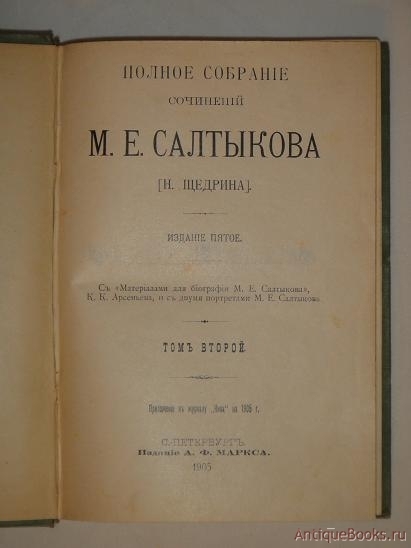 ПОЛНОЕ СОБРАНІЕ
СОЧИНЕНІЙ
М. Е. САЛТЫКОВА
[Н. ЩЕДРИНА].
ИЗДАНІЕ ПЯТОЕ.
Съ «Матеріалами для біографіи М. Е. Салтыкова»,
К. К. Арсеньева, и съ двумя портретами М. Е. Салтыкова.
ТОМЪ ВТОРОЙ.
Приложеніе къ журналу „Нива" на 1905 г.
С.-ПЕТЕРБУРГЪ.
Изданіе А. Ф. МАРКСА.
1905
AntiqueBooks.ru